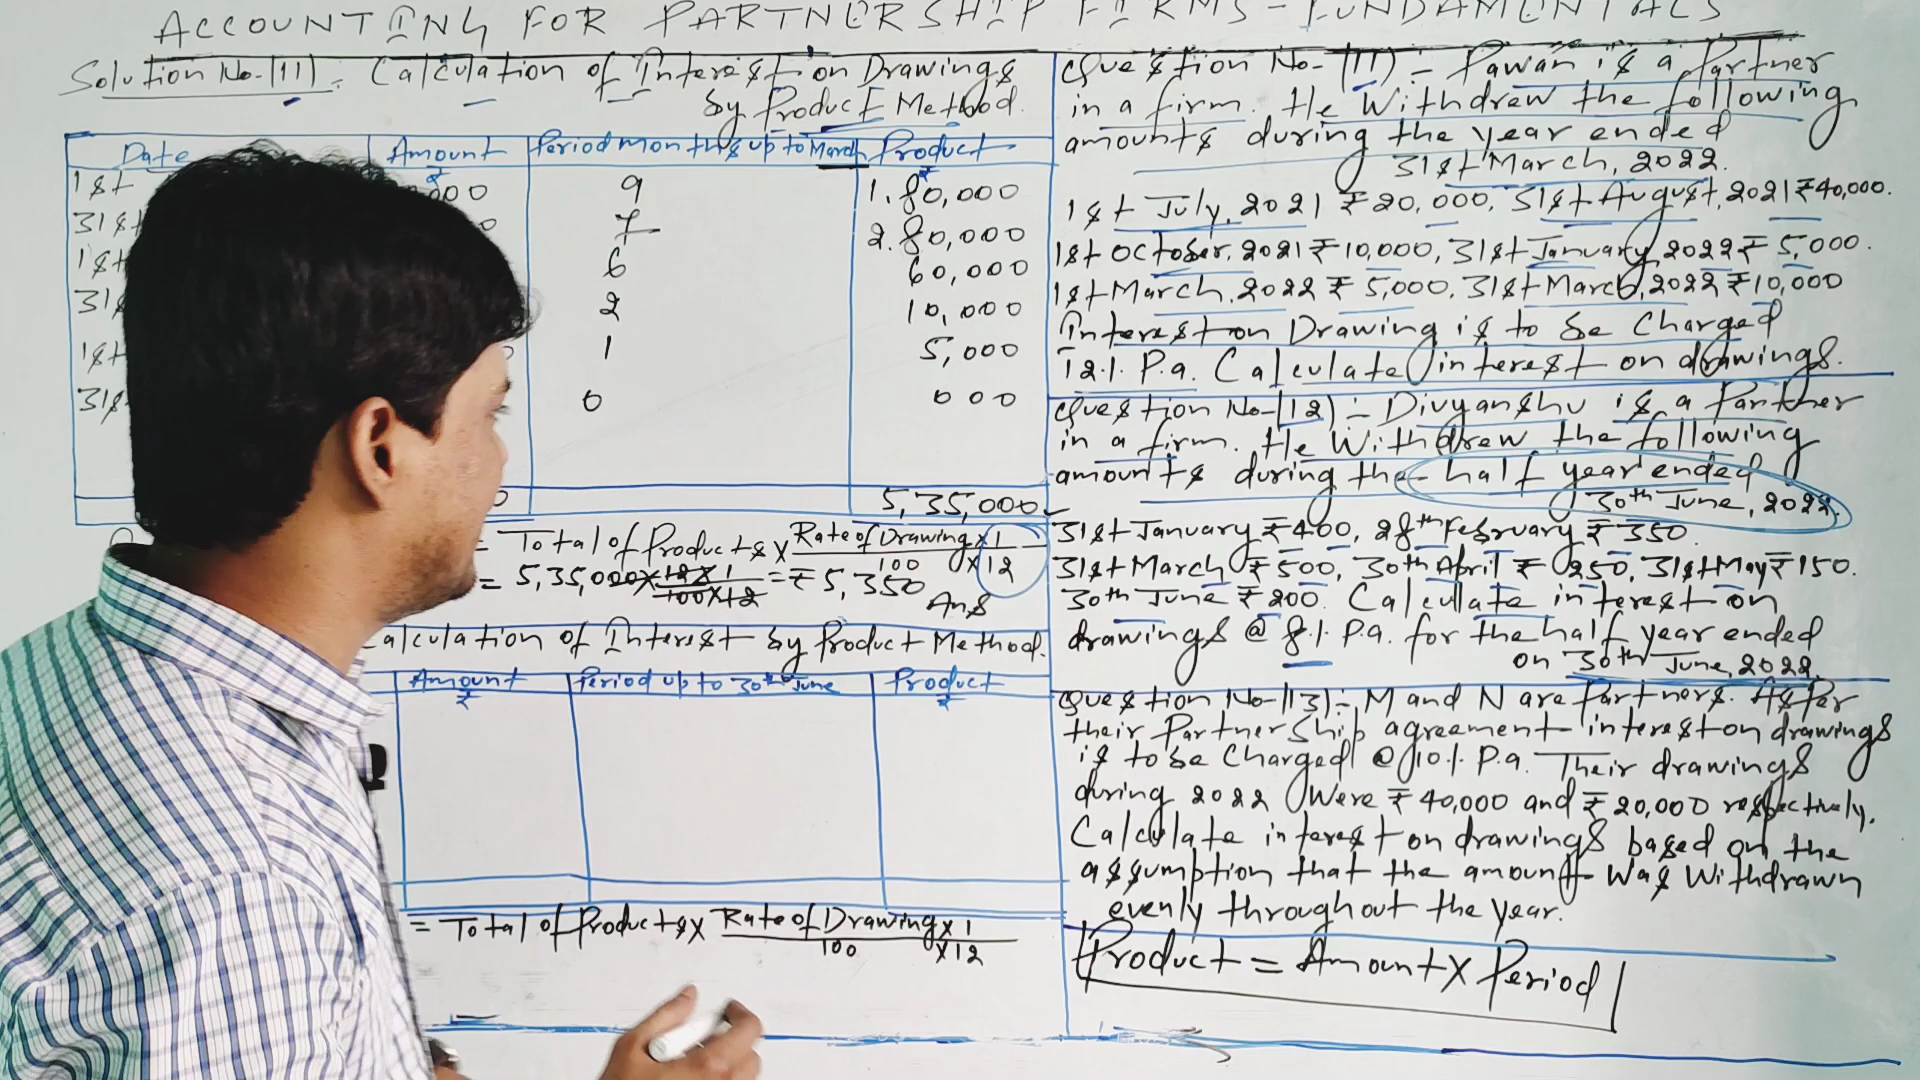 ACCOUNTING FOR PARTNERSHIP FIRMS - FUNDAMENTALS
Solution No-(11) : Calculation of Interest on Drawings
by Product Method.
Date Amount Period months up to March Product
₹ ₹
1st 000 9 1,80,000
31st 0 7 2,80,000
1st 6 60,000
31s 2 10,000
1st 0 1 5,000
31s 0 000
0 5,35,000
= Total of Products x Rate of Drawing x 1
100 x 12
= 5,35,000 x 12 x 1 = ₹ 5,350
100 x 12 Ans
alculation of Interest by Product Method.
Amount Period up to 30th June Product
₹ ₹
= Total of Products x Rate of Drawing x 1
100 x 12
Question No-(11) :- Pawan is a Partner
in a firm. He Withdrew the following
amounts during the year ended
31st March, 2022.
1st July, 2021 ₹ 20,000, 31st August, 2021 ₹40,000.
1st October, 2021 ₹ 10,000, 31st January, 2022 ₹ 5,000.
1st March, 2022 ₹ 5,000, 31st March, 2022 ₹10,000
Interest on Drawing is to be Charged
12% P.a. Calculate interest on drawings.
Question No-(12) :- Divyanshu is a Partner
in a firm. He Withdrew the following
amounts during the half year ended
30th June, 2022.
31st January ₹400, 28th February ₹ 350.
31st March ₹500, 30th April ₹ 250, 31st May ₹150.
30th June ₹ 200. Calculate interest on
drawings @ 8% P.a. for the half year ended
on 30th June, 2022.
Question No-(13) :- M and N are Partners. As Per
their Partnership agreement interest on drawings
is to be Charged @ 10% P.a. Their drawings
during 2022 Were ₹ 40,000 and ₹ 20,000 respectively.
Calculate interest on drawings based on the
assumption that the amount Was Withdrawn
evenly throughout the year.
Product = Amount X Period